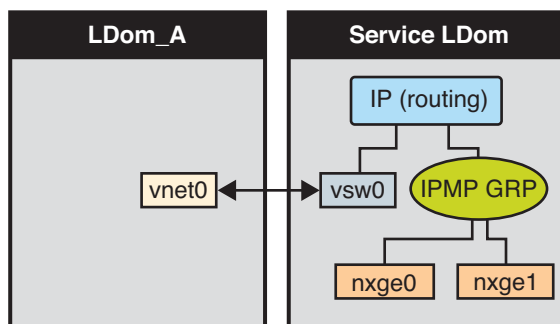 LDom_A
Service LDom
IP (routing)
vnet0
vsw0
IPMP GRP
nxge0
nxge1